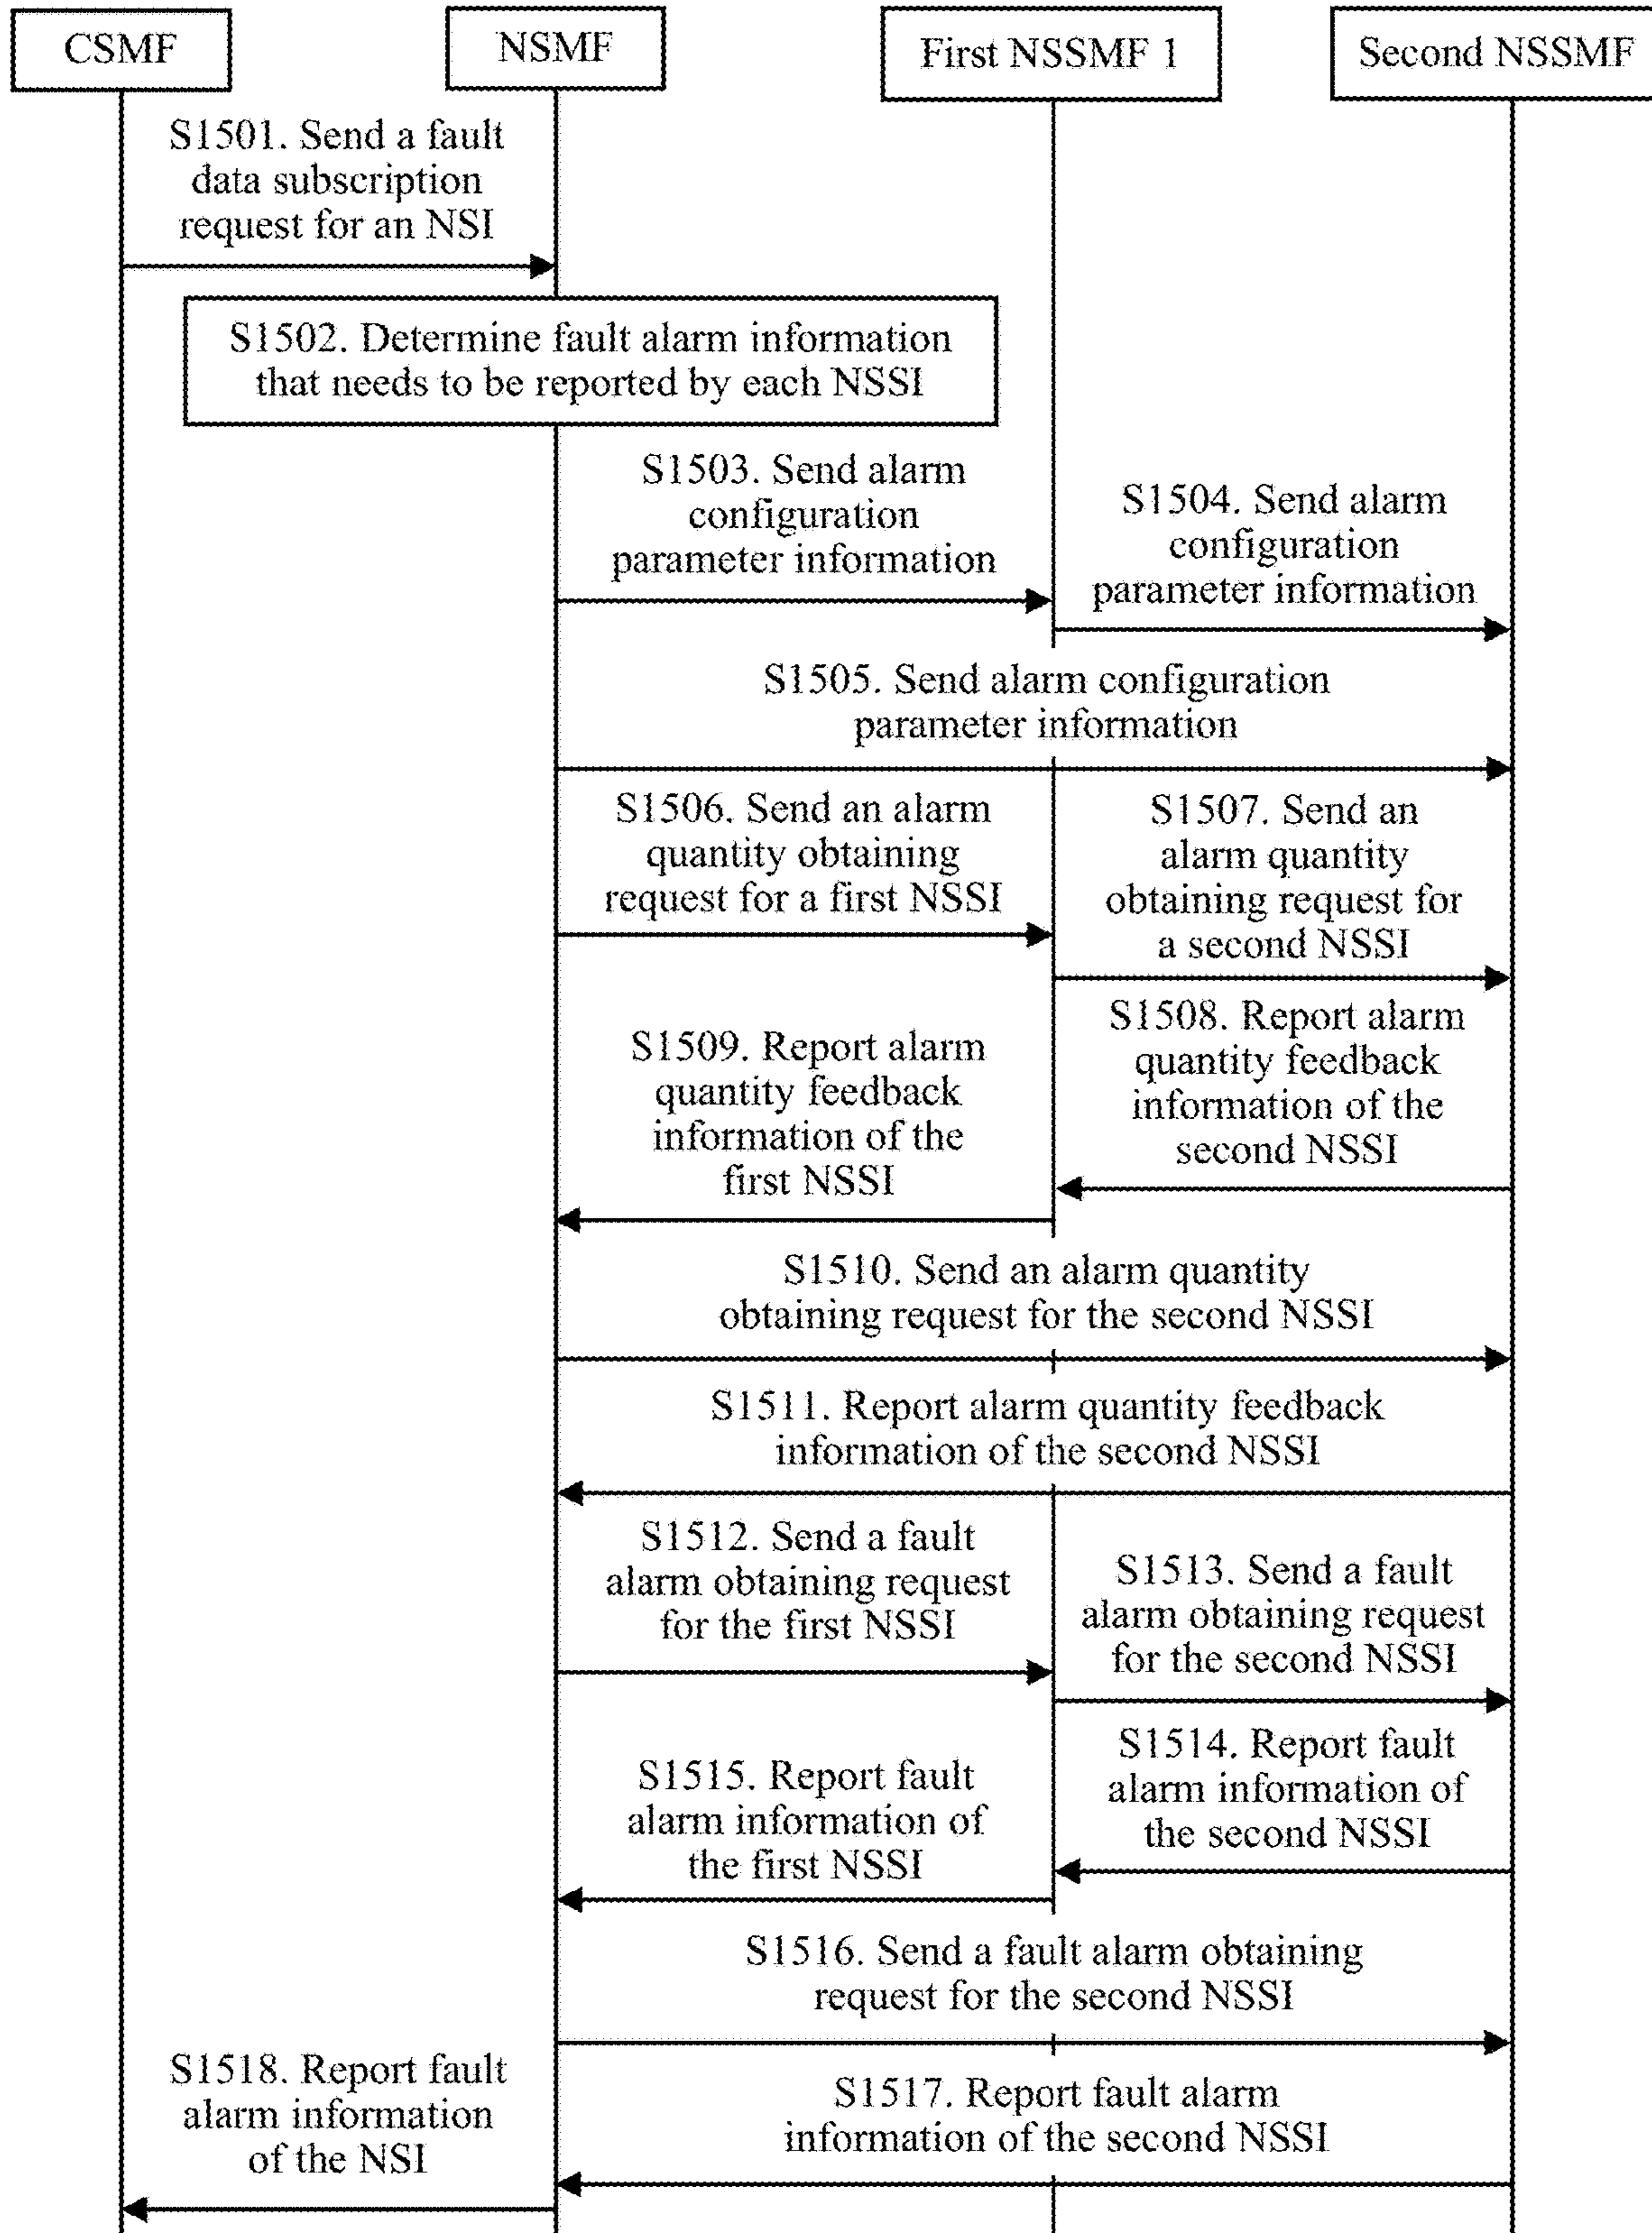 CSMF
NSMF
First NSSMF 1
Second NSSMF
S1501. Send a fault
data subscription
request for an NSI
S1502. Determine fault alarm information
that needs to be reported by each NSSI
S1503. Send alarm
configuration
parameter information
S1504. Send alarm
configuration
parameter information
S1505. Send alarm configuration
parameter information
S1506. Send an alarm
quantity obtaining
request for a first NSSI
S1507. Send an
alarm quantity
obtaining request for
a second NSSI
S1508. Report alarm
quantity feedback
information of the
second NSSI
S1509. Report alarm
quantity feedback
information of the
first NSSI
S1510. Send an alarm quantity
obtaining request for the second NSSI
S1511. Report alarm quantity feedback
information of the second NSSI
S1512. Send a fault
alarm obtaining request
for the first NSSI
S1513. Send a fault
alarm obtaining request
for the second NSSI
S1514. Report fault
alarm information of
the second NSSI
S1515. Report fault
alarm information of
the first NSSI
S1516. Send a fault alarm obtaining
request for the second NSSI
S1517. Report fault alarm
information of the second NSSI
S1518. Report fault
alarm information
of the NSI